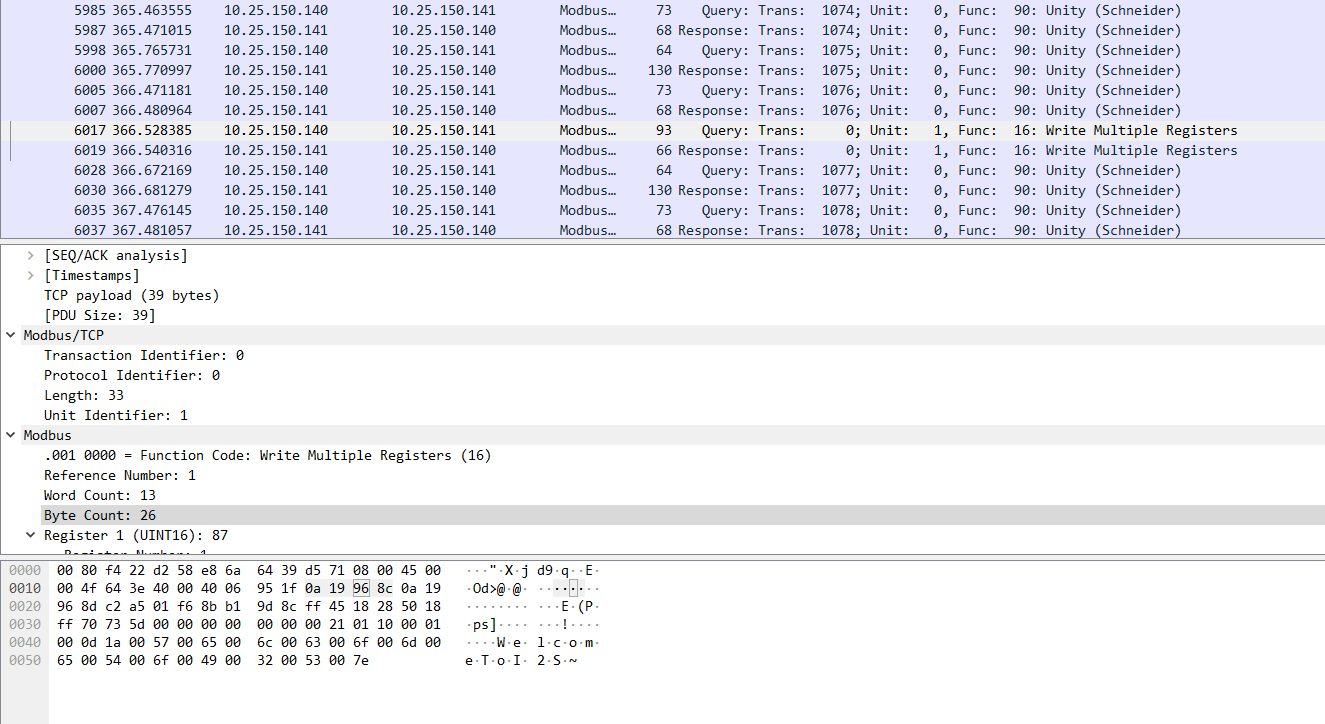 5985 365.463555 10.25.150.140 10.25.150.141 Modbus… 73 Query: Trans: 1074; Unit: 0, Func: 90: Unity (Schneider)
5987 365.471015 10.25.150.141 10.25.150.140 Modbus… 68 Response: Trans: 1074; Unit: 0, Func: 90: Unity (Schneider)
5998 365.765731 10.25.150.140 10.25.150.141 Modbus… 64 Query: Trans: 1075; Unit: 0, Func: 90: Unity (Schneider)
6000 365.770997 10.25.150.141 10.25.150.140 Modbus… 130 Response: Trans: 1075; Unit: 0, Func: 90: Unity (Schneider)
6005 366.471181 10.25.150.140 10.25.150.141 Modbus… 73 Query: Trans: 1076; Unit: 0, Func: 90: Unity (Schneider)
6007 366.480964 10.25.150.141 10.25.150.140 Modbus… 68 Response: Trans: 1076; Unit: 0, Func: 90: Unity (Schneider)
6017 366.528385 10.25.150.140 10.25.150.141 Modbus… 93 Query: Trans: 0; Unit: 1, Func: 16: Write Multiple Registers
6019 366.540316 10.25.150.141 10.25.150.140 Modbus… 66 Response: Trans: 0; Unit: 1, Func: 16: Write Multiple Registers
6028 366.672169 10.25.150.140 10.25.150.141 Modbus… 64 Query: Trans: 1077; Unit: 0, Func: 90: Unity (Schneider)
6030 366.681279 10.25.150.141 10.25.150.140 Modbus… 130 Response: Trans: 1077; Unit: 0, Func: 90: Unity (Schneider)
6035 367.476145 10.25.150.140 10.25.150.141 Modbus… 73 Query: Trans: 1078; Unit: 0, Func: 90: Unity (Schneider)
6037 367.481057 10.25.150.141 10.25.150.140 Modbus… 68 Response: Trans: 1078; Unit: 0, Func: 90: Unity (Schneider)
[SEQ/ACK analysis]
[Timestamps]
TCP payload (39 bytes)
[PDU Size: 39]
Modbus/TCP
Transaction Identifier: 0
Protocol Identifier: 0
Length: 33
Unit Identifier: 1
Modbus
.001 0000 = Function Code: Write Multiple Registers (16)
Reference Number: 1
Word Count: 13
Byte Count: 26
Register 1 (UINT16): 87
Register Number: 1
0000 00 80 f4 22 d2 58 e8 6a 64 39 d5 71 08 00 45 00 ···"·X·j d9·q··E·
0010 00 4f 64 3e 40 00 40 06 95 1f 0a 19 96 8c 0a 19 ·Od>@·@· ········
0020 96 8d c2 a5 01 f6 8b b1 9d 8c ff 45 18 28 50 18 ········ ···E·(P·
0030 ff 70 73 5d 00 00 00 00 00 00 00 21 01 10 00 01 ·ps]···· ···!····
0040 00 0d 1a 00 57 00 65 00 6c 00 63 00 6f 00 6d 00 ····W·e· l·c·o·m·
0050 65 00 54 00 6f 00 49 00 32 00 53 00 7e e·T·o·I· 2·S·~